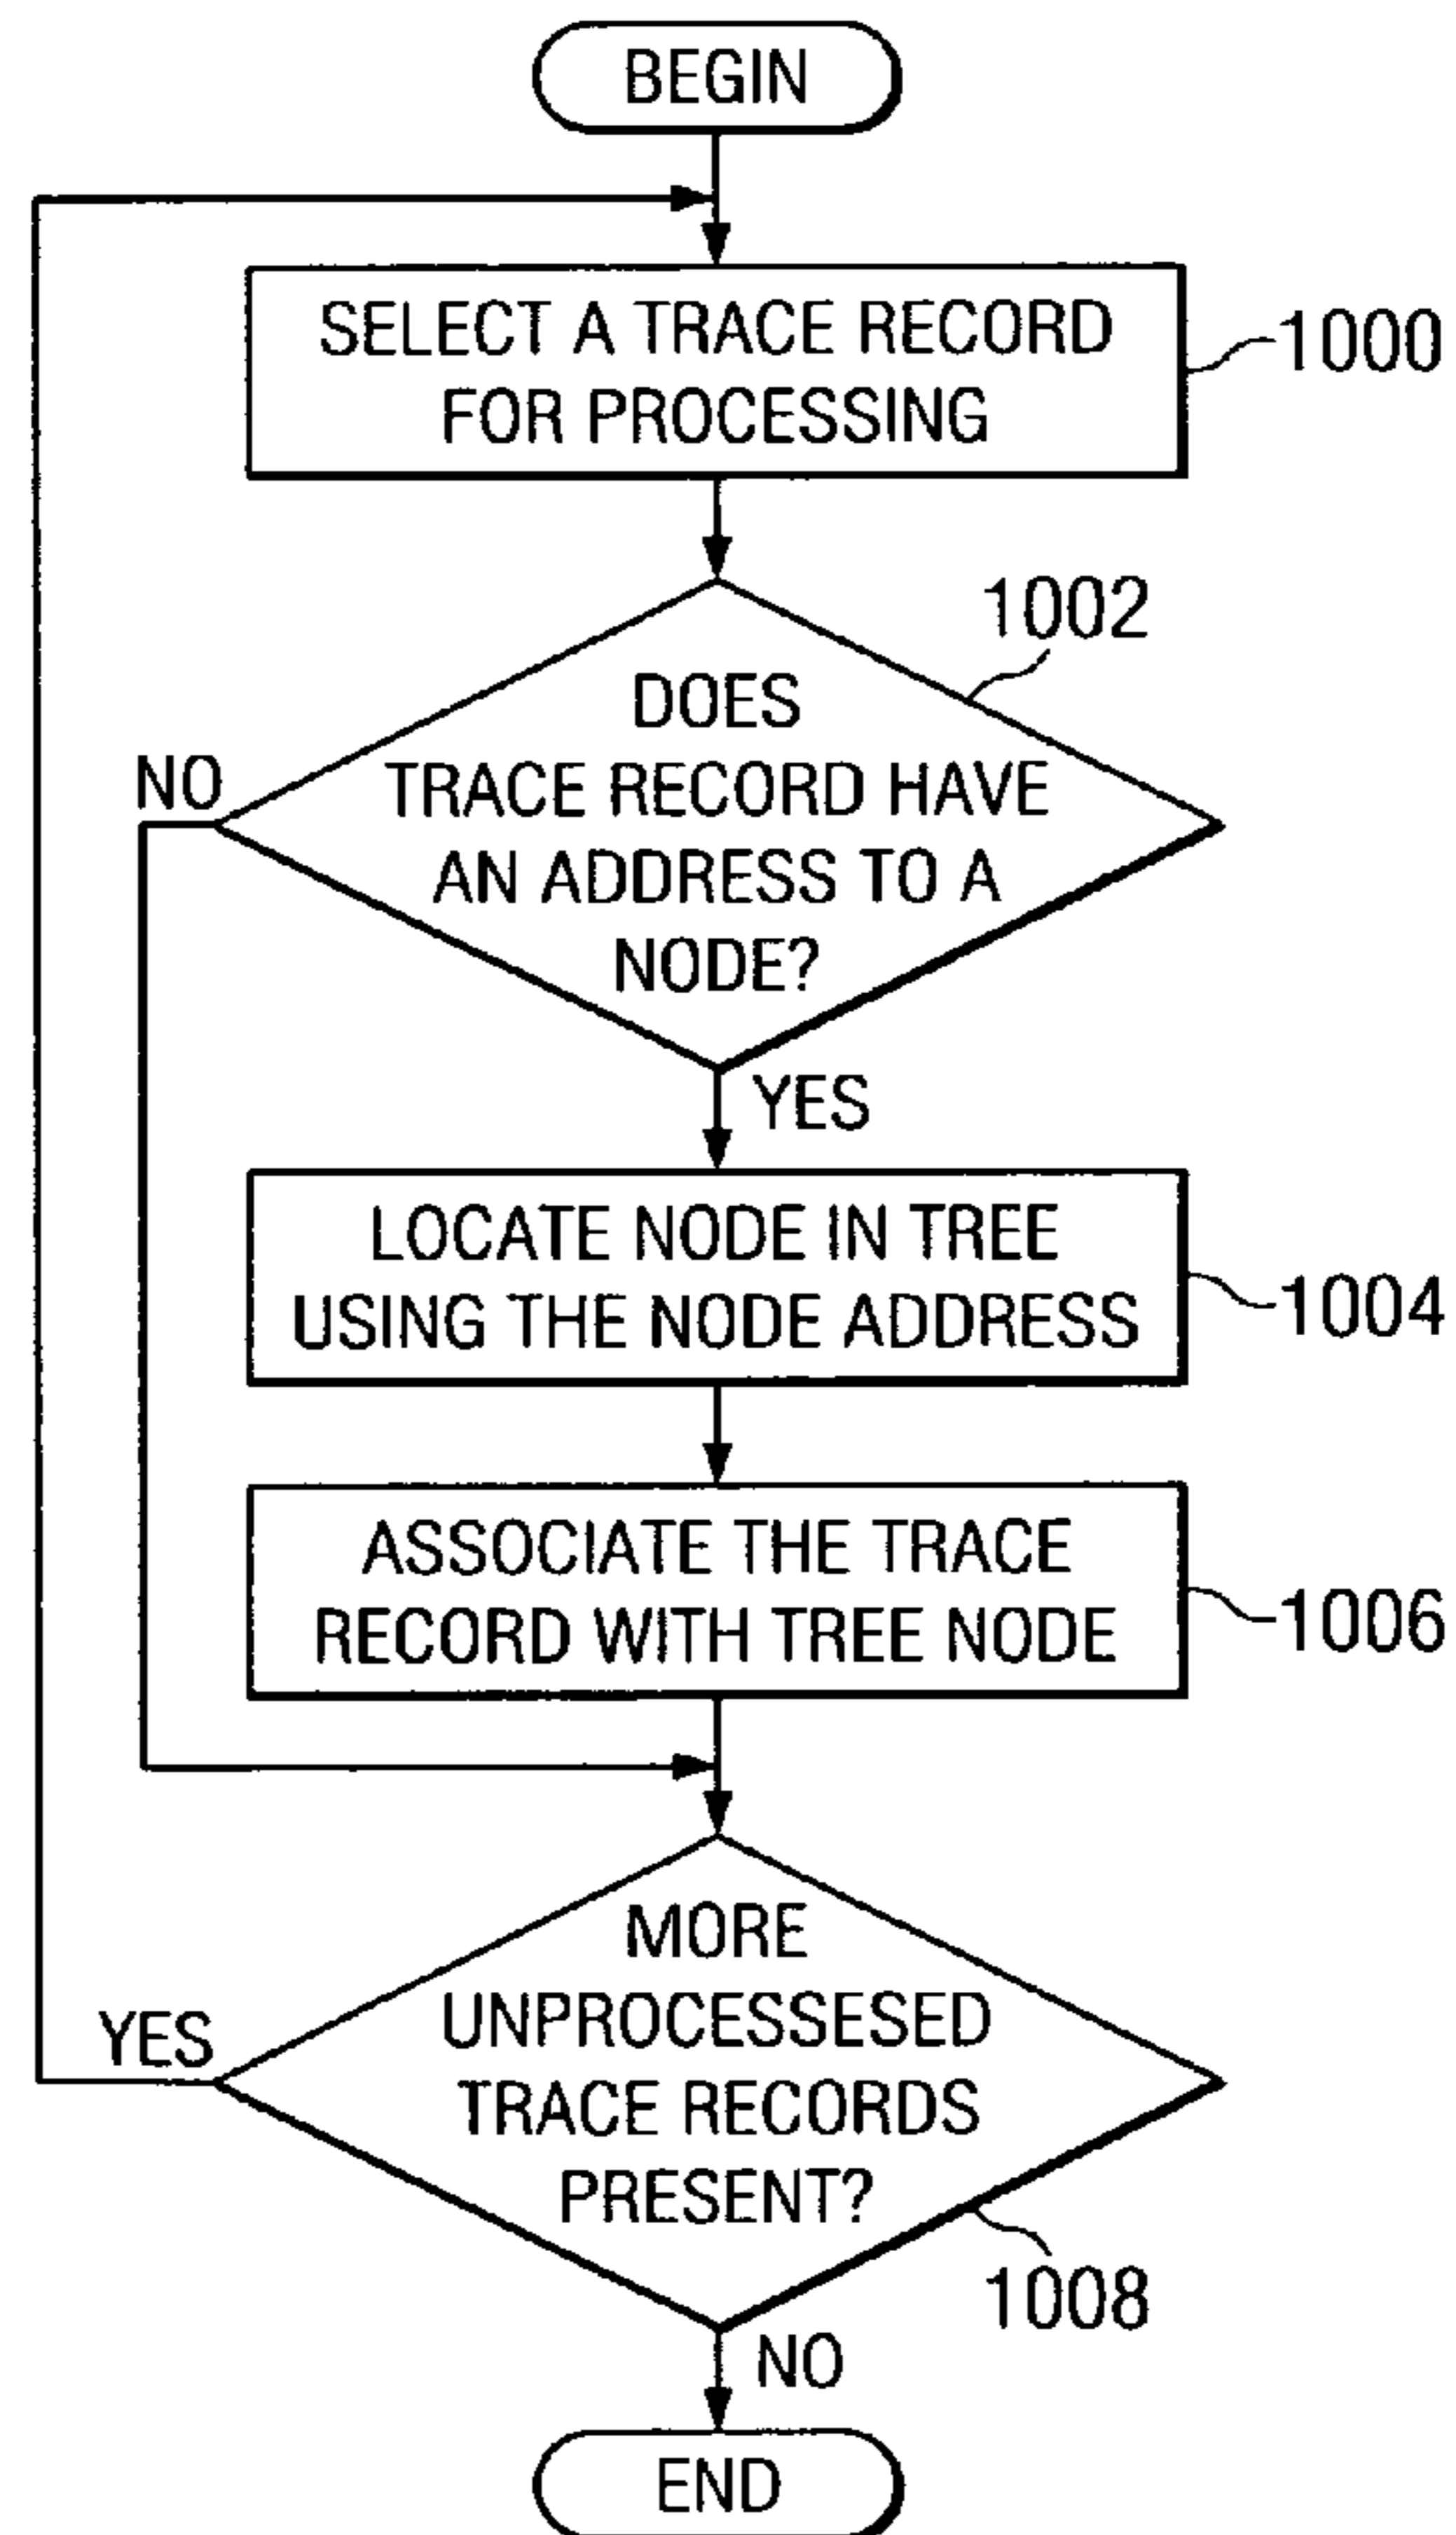 BEGIN
SELECT A TRACE RECORD
FOR PROCESSING
1000
1002
DOES
TRACE RECORD HAVE
AN ADDRESS TO A
NODE?
NO
YES
LOCATE NODE IN TREE
USING THE NODE ADDRESS
1004
ASSOCIATE THE TRACE
RECORD WITH TREE NODE
1006
MORE
UNPROCESSESED
TRACE RECORDS
PRESENT?
YES
1008
NO
END